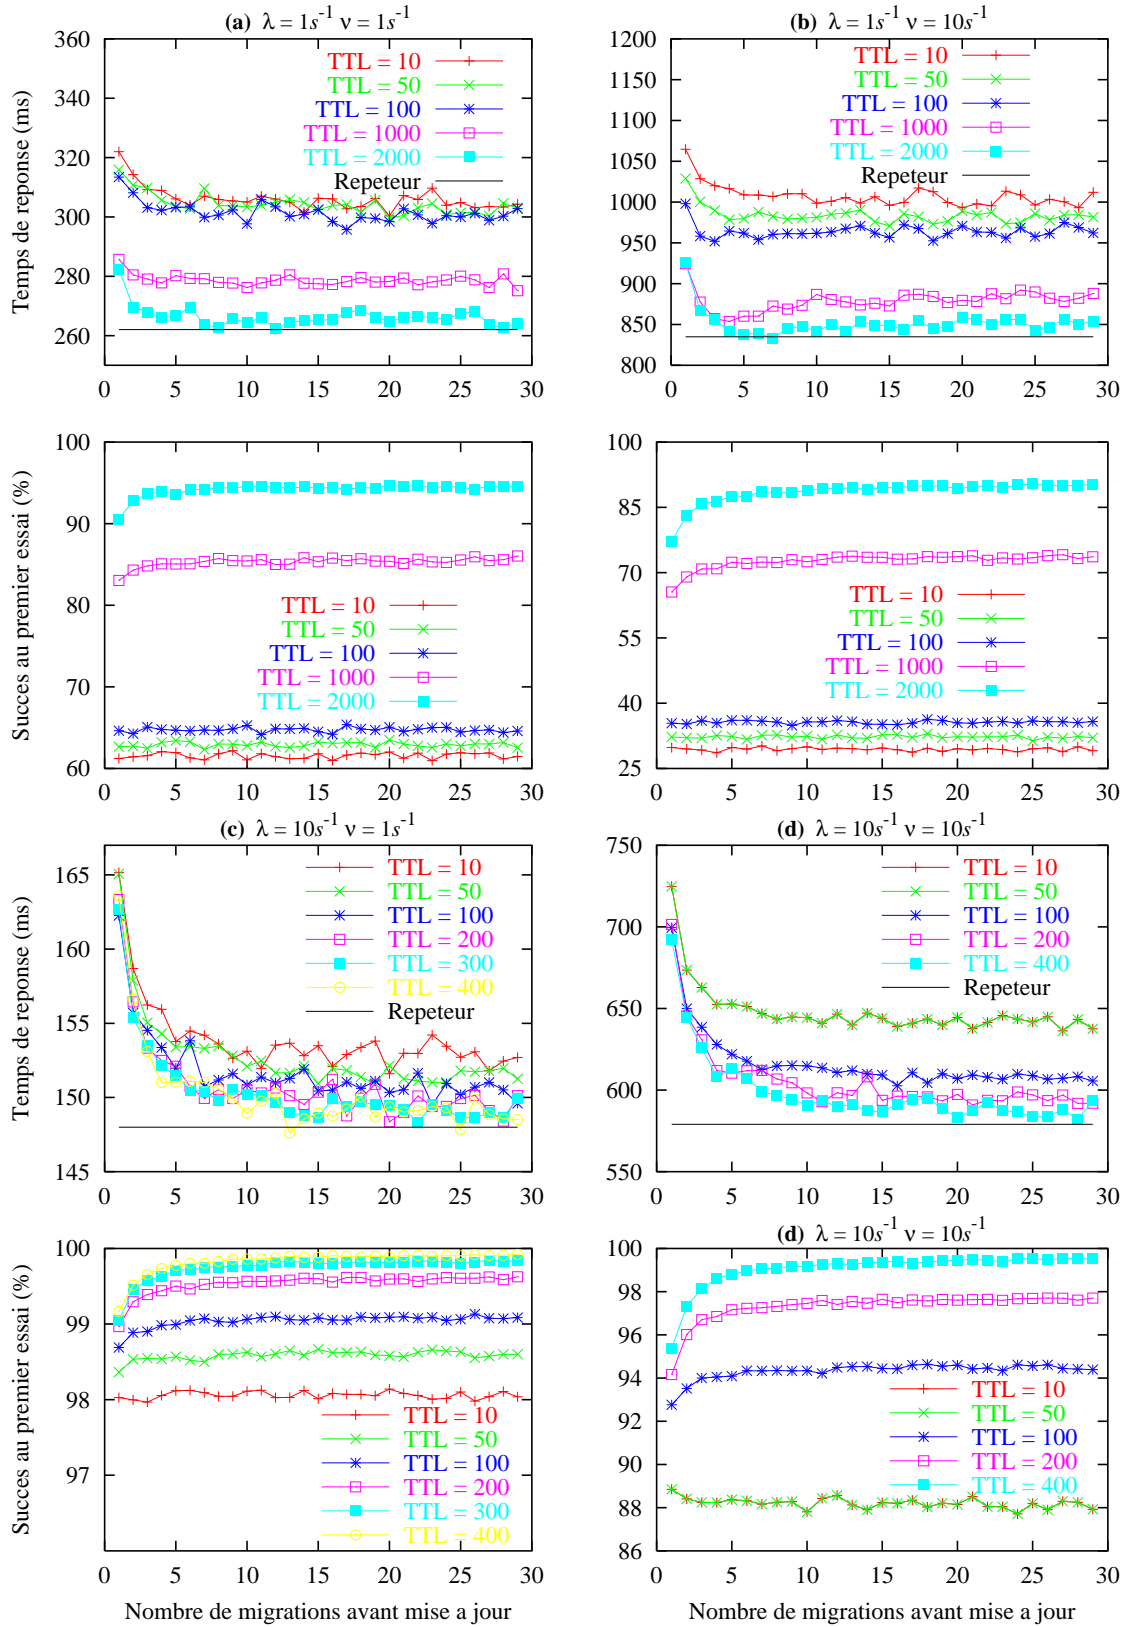 (a) λ = 1s⁻¹ ν = 1s⁻¹
Temps de reponse (ms)
360
340
320
300
280
260
0 5 10 15 20 25 30
TTL = 10
TTL = 50
TTL = 100
TTL = 1000
TTL = 2000
Repeteur
(b) λ = 1s⁻¹ ν = 10s⁻¹
1200
1150
1100
1050
1000
950
900
850
800
0 5 10 15 20 25 30
TTL = 10
TTL = 50
TTL = 100
TTL = 1000
TTL = 2000
Repeteur
Succes au premier essai (%)
100
90
80
70
60
0 5 10 15 20 25 30
TTL = 10
TTL = 50
TTL = 100
TTL = 1000
TTL = 2000
100
85
70
55
40
25
0 5 10 15 20 25 30
TTL = 10
TTL = 50
TTL = 100
TTL = 1000
TTL = 2000
(c) λ = 10s⁻¹ ν = 1s⁻¹
Temps de reponse (ms)
165
160
155
150
145
0 5 10 15 20 25 30
TTL = 10
TTL = 50
TTL = 100
TTL = 200
TTL = 300
TTL = 400
Repeteur
(d) λ = 10s⁻¹ ν = 10s⁻¹
750
700
650
600
550
0 5 10 15 20 25 30
TTL = 10
TTL = 50
TTL = 100
TTL = 200
TTL = 400
Repeteur
Succes au premier essai (%)
100
99
98
97
0 5 10 15 20 25 30
TTL = 10
TTL = 50
TTL = 100
TTL = 200
TTL = 300
TTL = 400
Nombre de migrations avant mise a jour
(d) λ = 10s⁻¹ ν = 10s⁻¹
100
98
96
94
92
90
88
86
0 5 10 15 20 25 30
TTL = 10
TTL = 50
TTL = 100
TTL = 200
TTL = 400
Nombre de migrations avant mise a jour